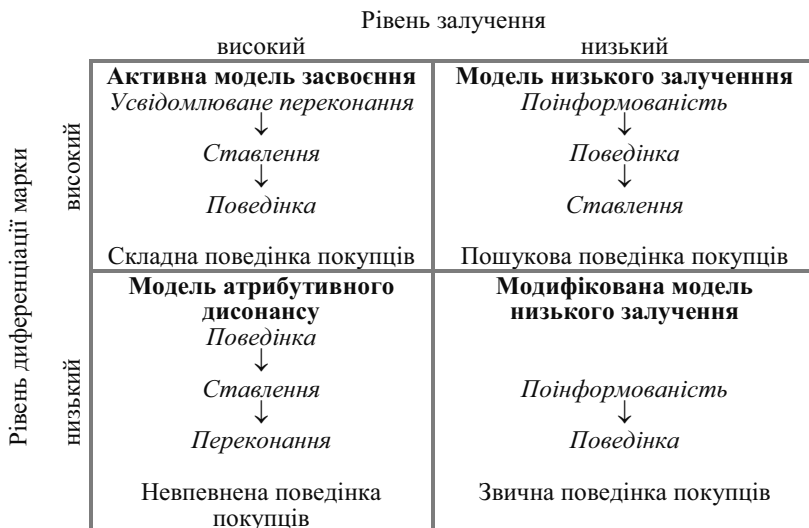 Рівень залучення
високий
низький
Рівень диференціації марки
високий
Активна модель засвоєння
Усвідомлюване переконання
↓
Ставлення
↓
Поведінка
Складна поведінка покупців
Модель низького залученння
Поінформованість
↓
Поведінка
↓
Ставлення
Пошукова поведінка покупців
низький
Модель атрибутивного
дисонансу
Поведінка
↓
Ставлення
↓
Переконання
Невпевнена поведінка
покупців
Модифікована модель
низького залучення
Поінформованість
↓
Поведінка
Звична поведінка покупців